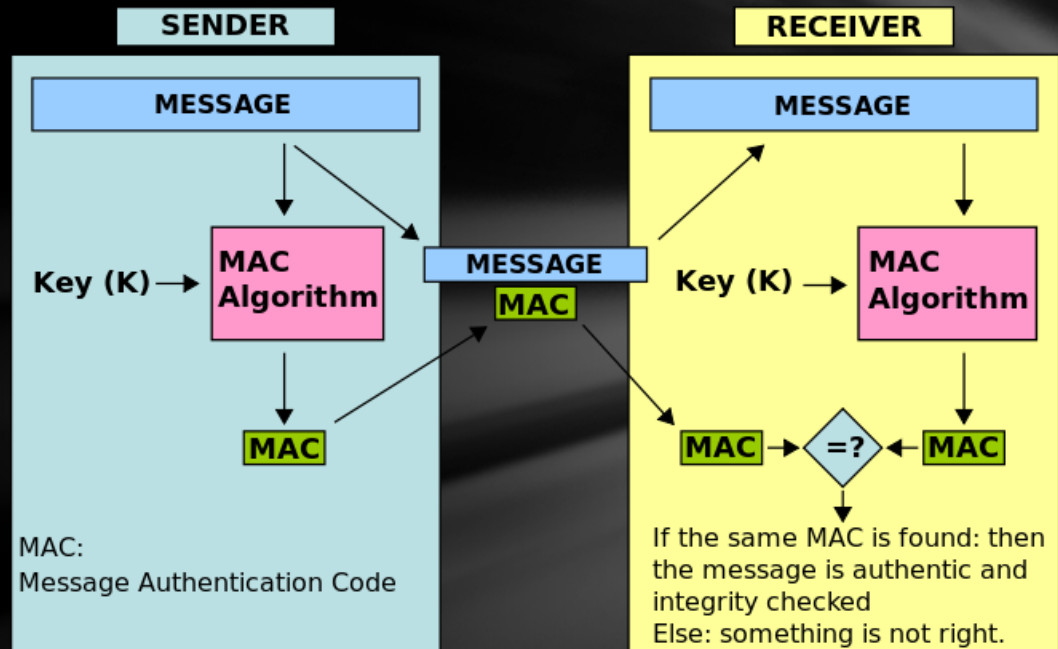 SENDER
MESSAGE
Key (K)
MAC
Algorithm
MAC
MAC:
Message Authentication Code
MESSAGE
MAC
RECEIVER
MESSAGE
Key (K)
MAC
Algorithm
MAC
=?
MAC
If the same MAC is found: then
the message is authentic and
integrity checked
Else: something is not right.